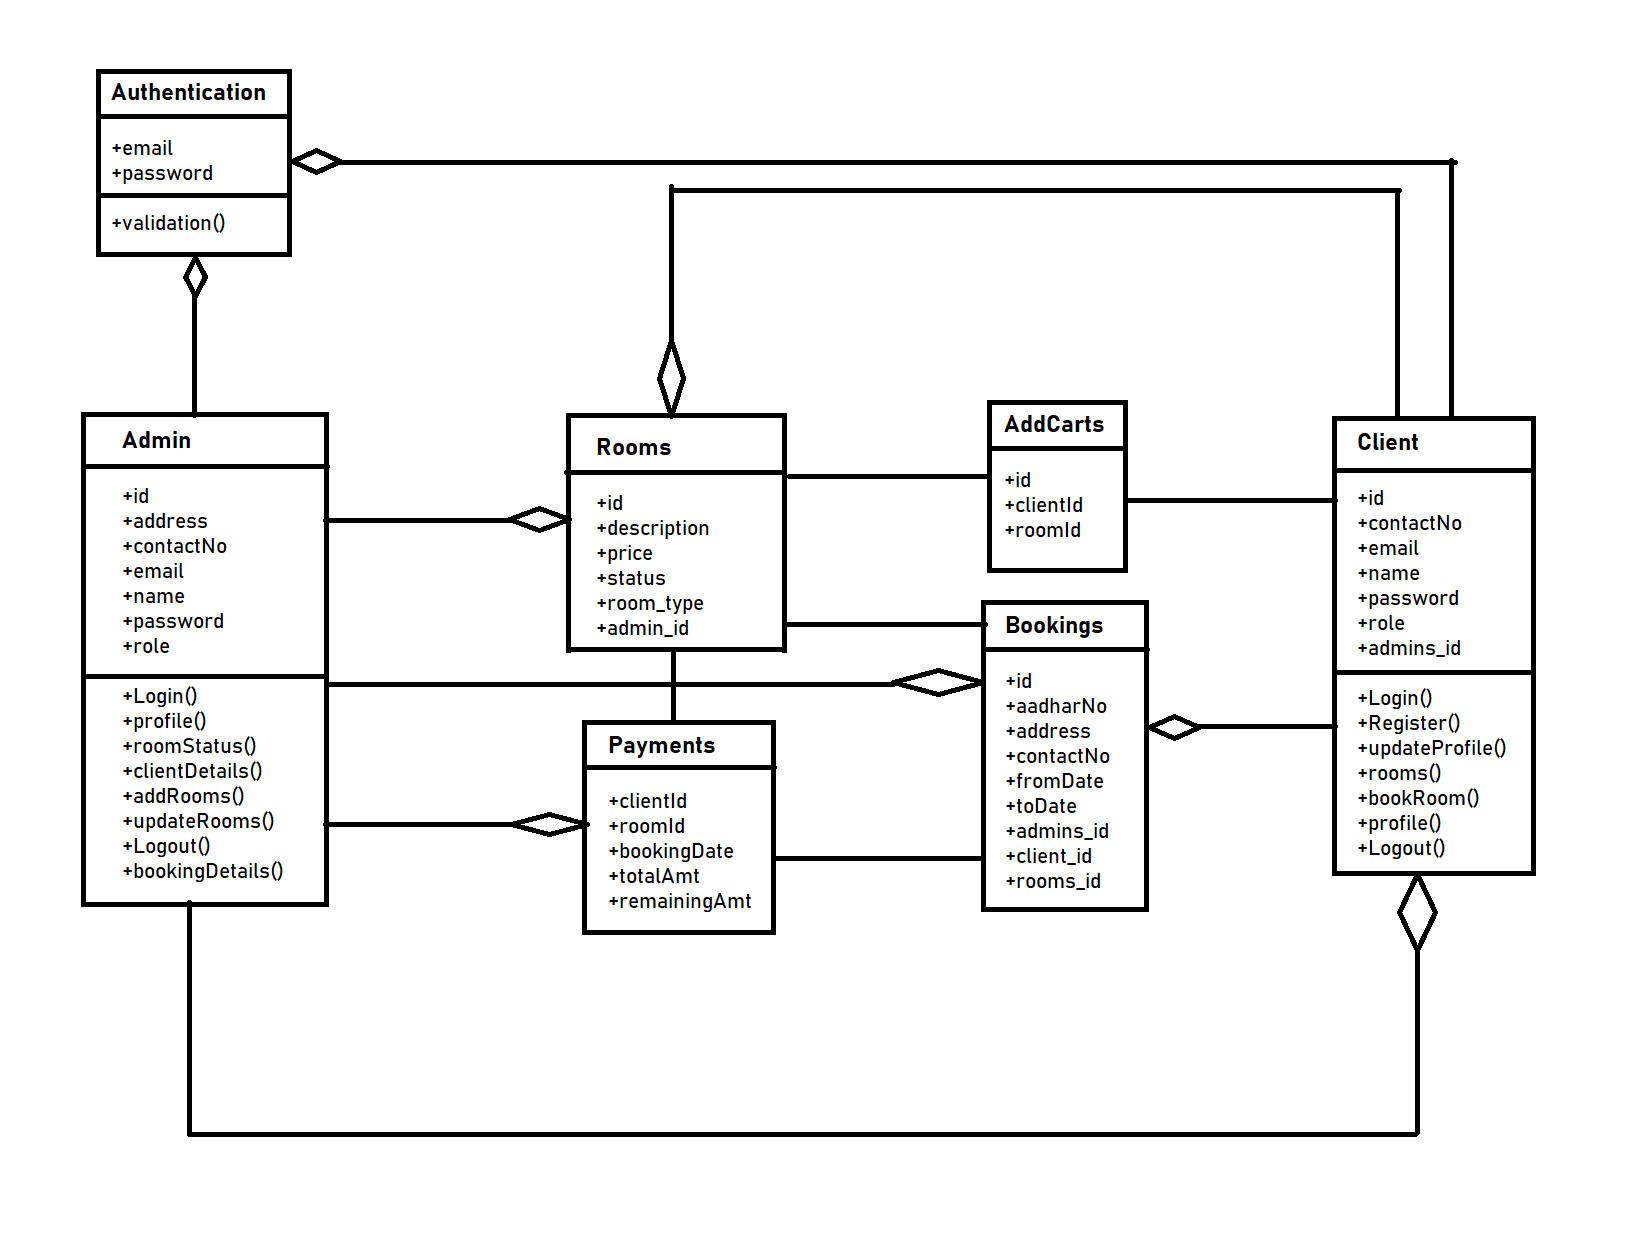 Authentication
+email
+password
+validation()
Admin
+id
+address
+contactNo
+email
+name
+password
+role
+Login()
+profile()
+roomStatus()
+clientDetails()
+addRooms()
+updateRooms()
+Logout()
+bookingDetails()
Rooms
+id
+description
+price
+status
+room_type
+admin_id
Payments
+clientId
+roomId
+bookingDate
+totalAmt
+remainingAmt
AddCarts
+id
+clientId
+roomId
Bookings
+id
+aadharNo
+address
+contactNo
+fromDate
+toDate
+admins_id
+client_id
+rooms_id
Client
+id
+contactNo
+email
+name
+password
+role
+admins_id
+Login()
+Register()
+updateProfile()
+rooms()
+bookRoom()
+profile()
+Logout()